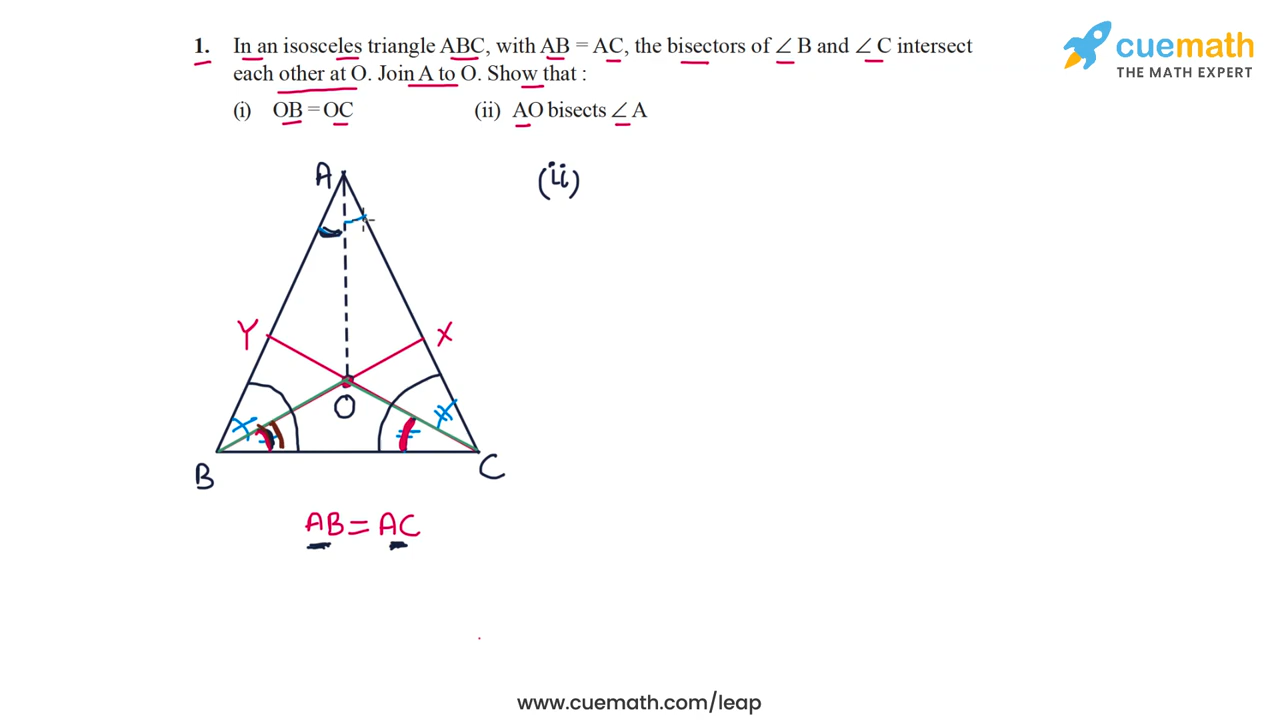 1. In an isosceles triangle ABC, with AB = AC, the bisectors of ∠ B and ∠ C intersect
each other at O. Join A to O. Show that :
(i) OB = OC (ii) AO bisects ∠ A
cuemath
THE MATH EXPERT
A
(ii)
Y
X
O
B
C
AB = AC
www.cuemath.com/leap